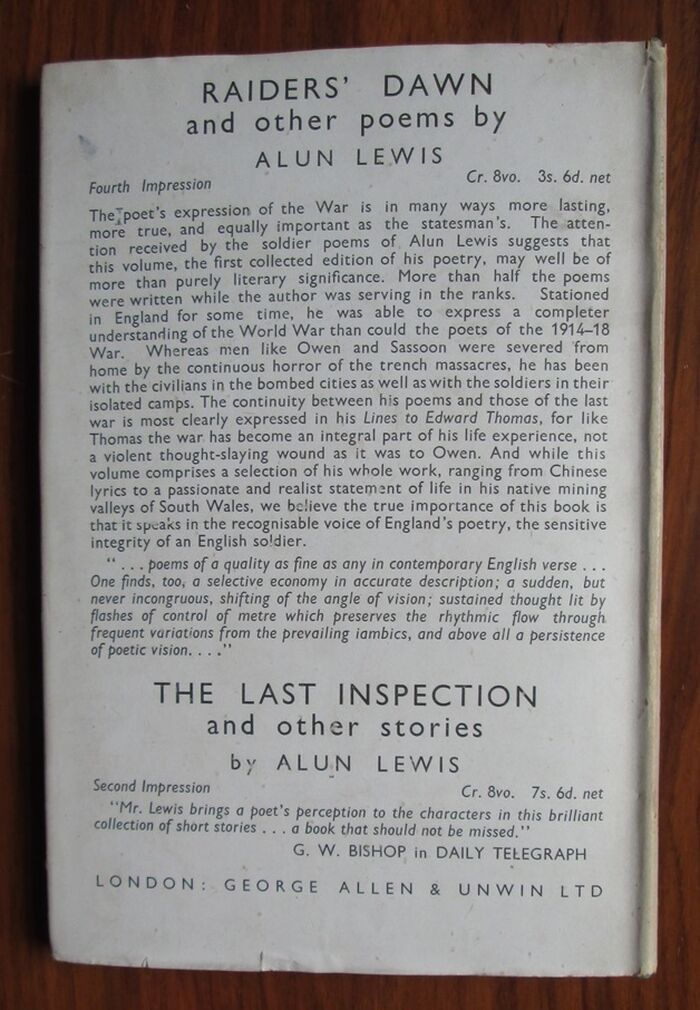 RAIDERS' DAWN
and other poems by
ALUN LEWIS
Fourth Impression Cr. 8vo. 3s. 6d. net
The poet's expression of the War is in many ways more lasting,
more true, and equally important as the statesman's. The atten-
tion received by the soldier poems of Alun Lewis suggests that
this volume, the first collected edition of his poetry, may well be of
more than purely literary significance. More than half the poems
were written while the author was serving in the ranks. Stationed
in England for some time, he was able to express a completer
understanding of the World War than could the poets of the 1914–18
War. Whereas men like Owen and Sassoon were severed from
home by the continuous horror of the trench massacres, he has been
with the civilians in the bombed cities as well as with the soldiers in their
isolated camps. The continuity between his poems and those of the last
war is most clearly expressed in his Lines to Edward Thomas, for like
Thomas the war has become an integral part of his life experience, not
a violent thought-slaying wound as it was to Owen. And while this
volume comprises a selection of his whole work, ranging from Chinese
lyrics to a passionate and realist statement of life in his native mining
valleys of South Wales, we believe the true importance of this book is
that it speaks in the recognisable voice of England's poetry, the sensitive
integrity of an English soldier.
". . . poems of a quality as fine as any in contemporary English verse . . .
One finds, too, a selective economy in accurate description; a sudden, but
never incongruous, shifting of the angle of vision; sustained thought lit by
flashes of control of metre which preserves the rhythmic flow through
frequent variations from the prevailing iambics, and above all a persistence
of poetic vision. . . ."
THE LAST INSPECTION
and other stories
by ALUN LEWIS
Second Impression Cr. 8vo. 7s. 6d. net
"Mr. Lewis brings a poet's perception to the characters in this brilliant
collection of short stories . . . a book that should not be missed."
G. W. BISHOP in DAILY TELEGRAPH
LONDON: GEORGE ALLEN & UNWIN LTD